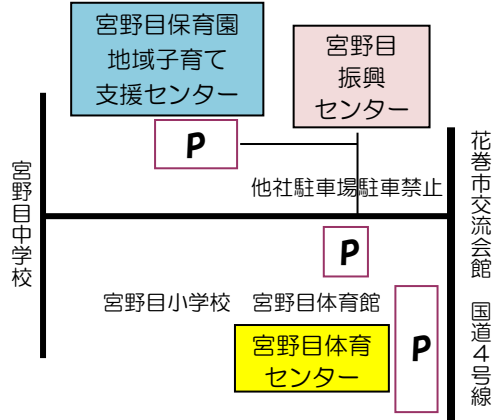 宮野目保育園
地域子育て
支援センター
宮野目
振興
センター
P
他社駐車場駐車禁止
宮野目中学校
花巻市交流会館 国道4号線
P
宮野目小学校 宮野目体育館
宮野目体育
センター
P